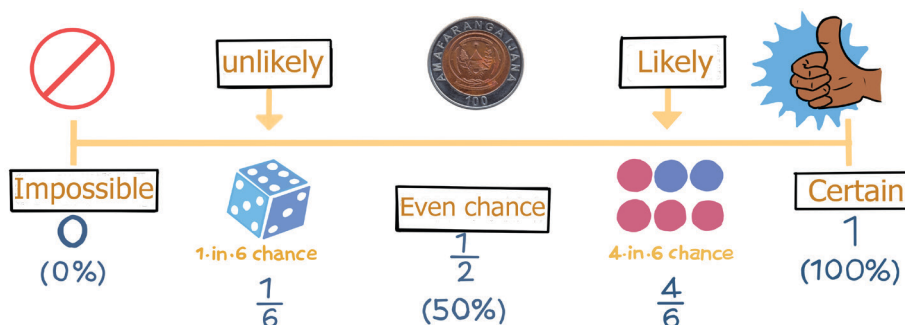 unlikely
AMAFARANGA IJANA
100
Likely
Impossible
0
(0%)
1-in-6 chance
1/6
Even chance
1/2
(50%)
4-in-6 chance
4/6
Certain
1
(100%)